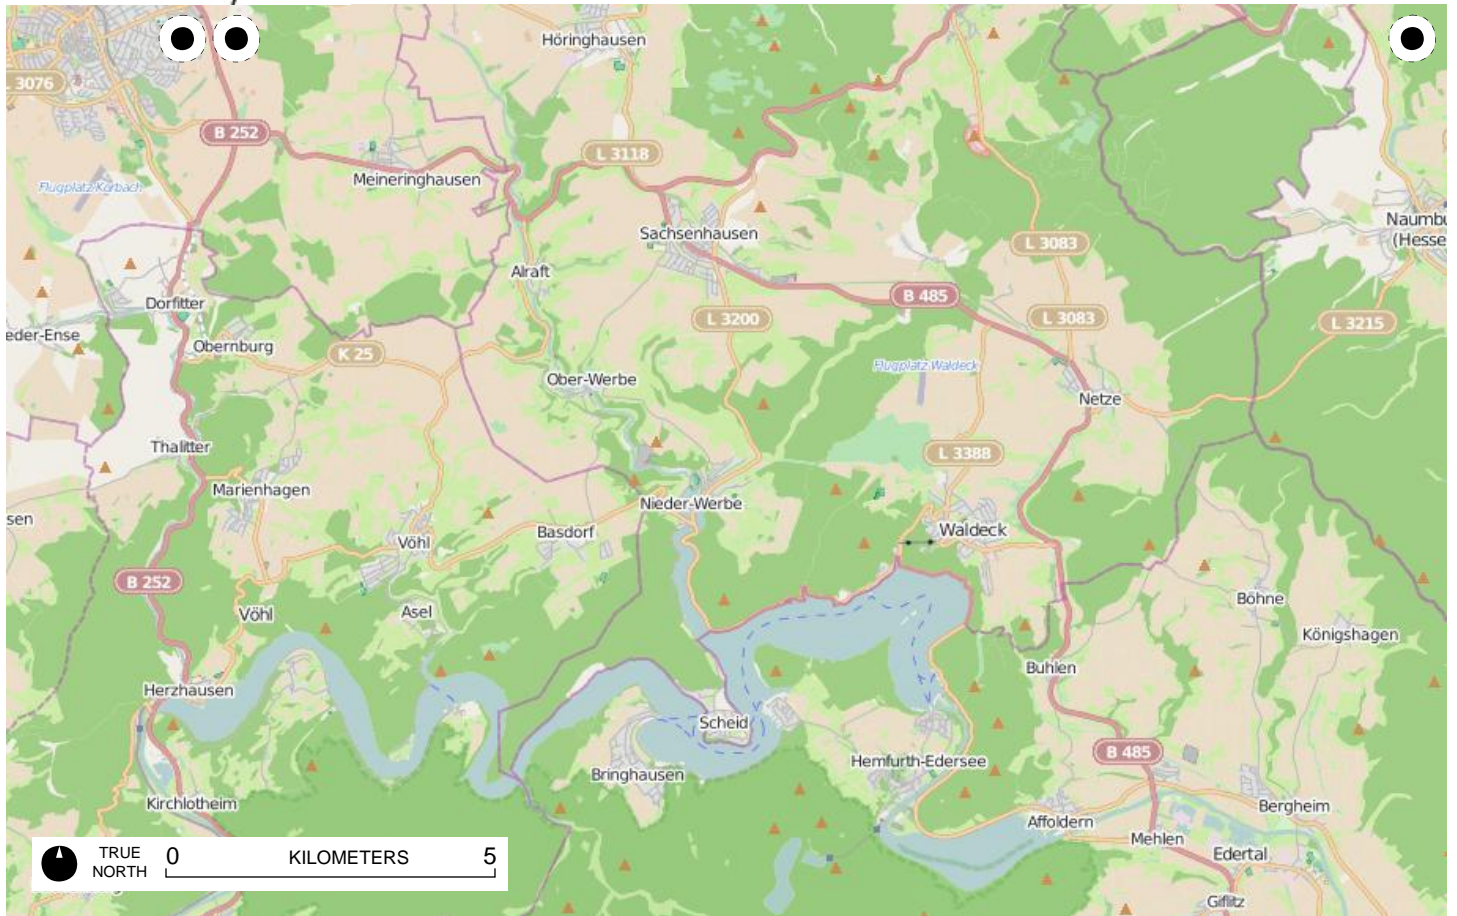 Höringhausen
L 3076
B 252
L 3118
Meineringhausen
Flugplatz Korbach
Naumbu
(Hesse
Sachsenhausen
L 3083
Alraft
B 485
Dorfitter
L 3200
L 3083
L 3215
eder-Ense
Obernburg
K 25
Flugplatz Waldeck
Ober-Werbe
Netze
Thalitter
L 3388
Marienhagen
Nieder-Werbe
sen
Basdorf
Waldeck
Vöhl
B 252
Böhne
Vöhl
Asel
Königshagen
Buhlen
Herzhausen
Scheid
B 485
Hemfurth-Edersee
Bringhausen
Kirchlotheim
Bergheim
Affoldern
Mehlen
Edertal
Giflitz
TRUE
NORTH
0 KILOMETERS 5